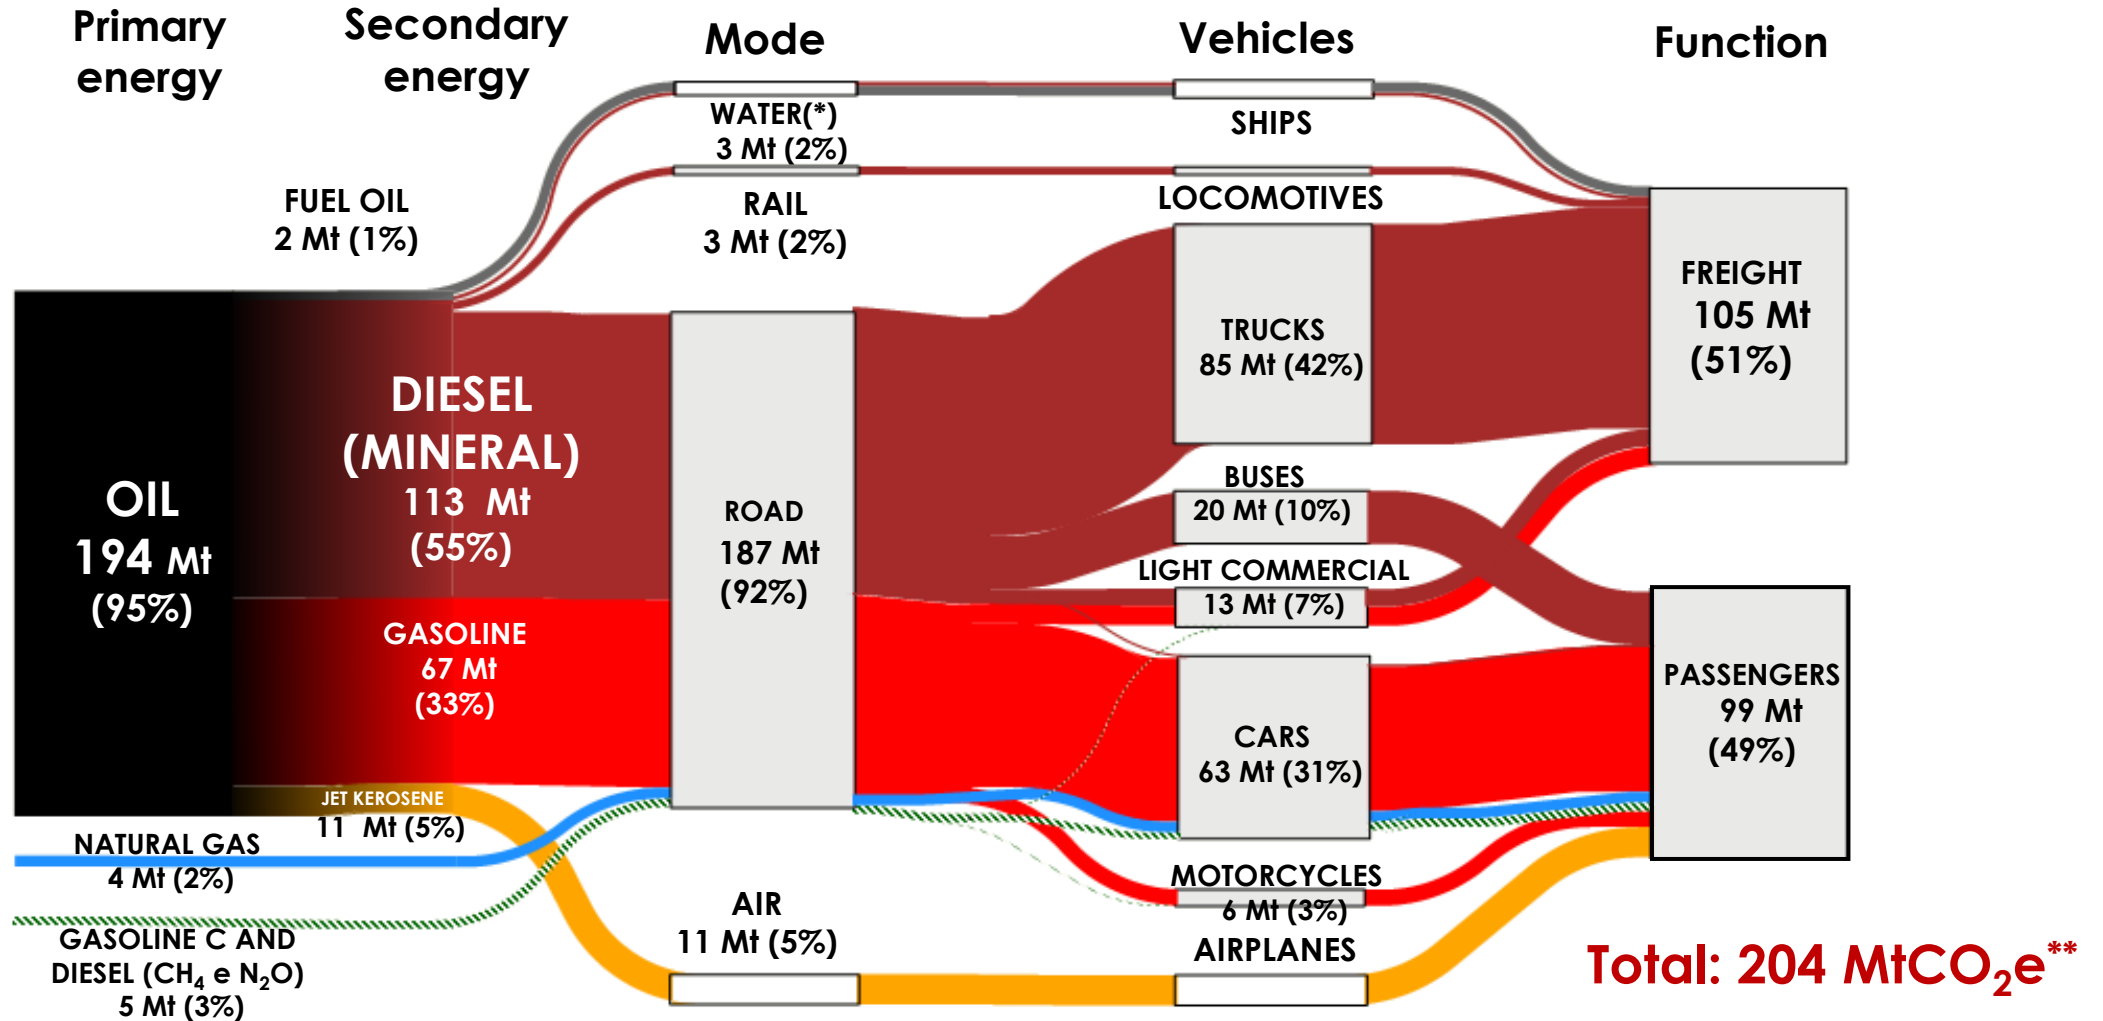 Primary
energy
Secondary
energy
Mode
Vehicles
Function
WATER(*)
3 Mt (2%)
SHIPS
FUEL OIL
2 Mt (1%)
RAIL
3 Mt (2%)
LOCOMOTIVES
OIL
194 Mt
(95%)
DIESEL
(MINERAL)
113 Mt
(55%)
GASOLINE
67 Mt
(33%)
JET KEROSENE
11 Mt (5%)
NATURAL GAS
4 Mt (2%)
GASOLINE C AND
DIESEL (CH₄ e N₂O)
5 Mt (3%)
ROAD
187 Mt
(92%)
AIR
11 Mt (5%)
TRUCKS
85 Mt (42%)
BUSES
20 Mt (10%)
LIGHT COMMERCIAL
13 Mt (7%)
CARS
63 Mt (31%)
MOTORCYCLES
6 Mt (3%)
AIRPLANES
FREIGHT
105 Mt
(51%)
PASSENGERS
99 Mt
(49%)
Total: 204 MtCO₂e**